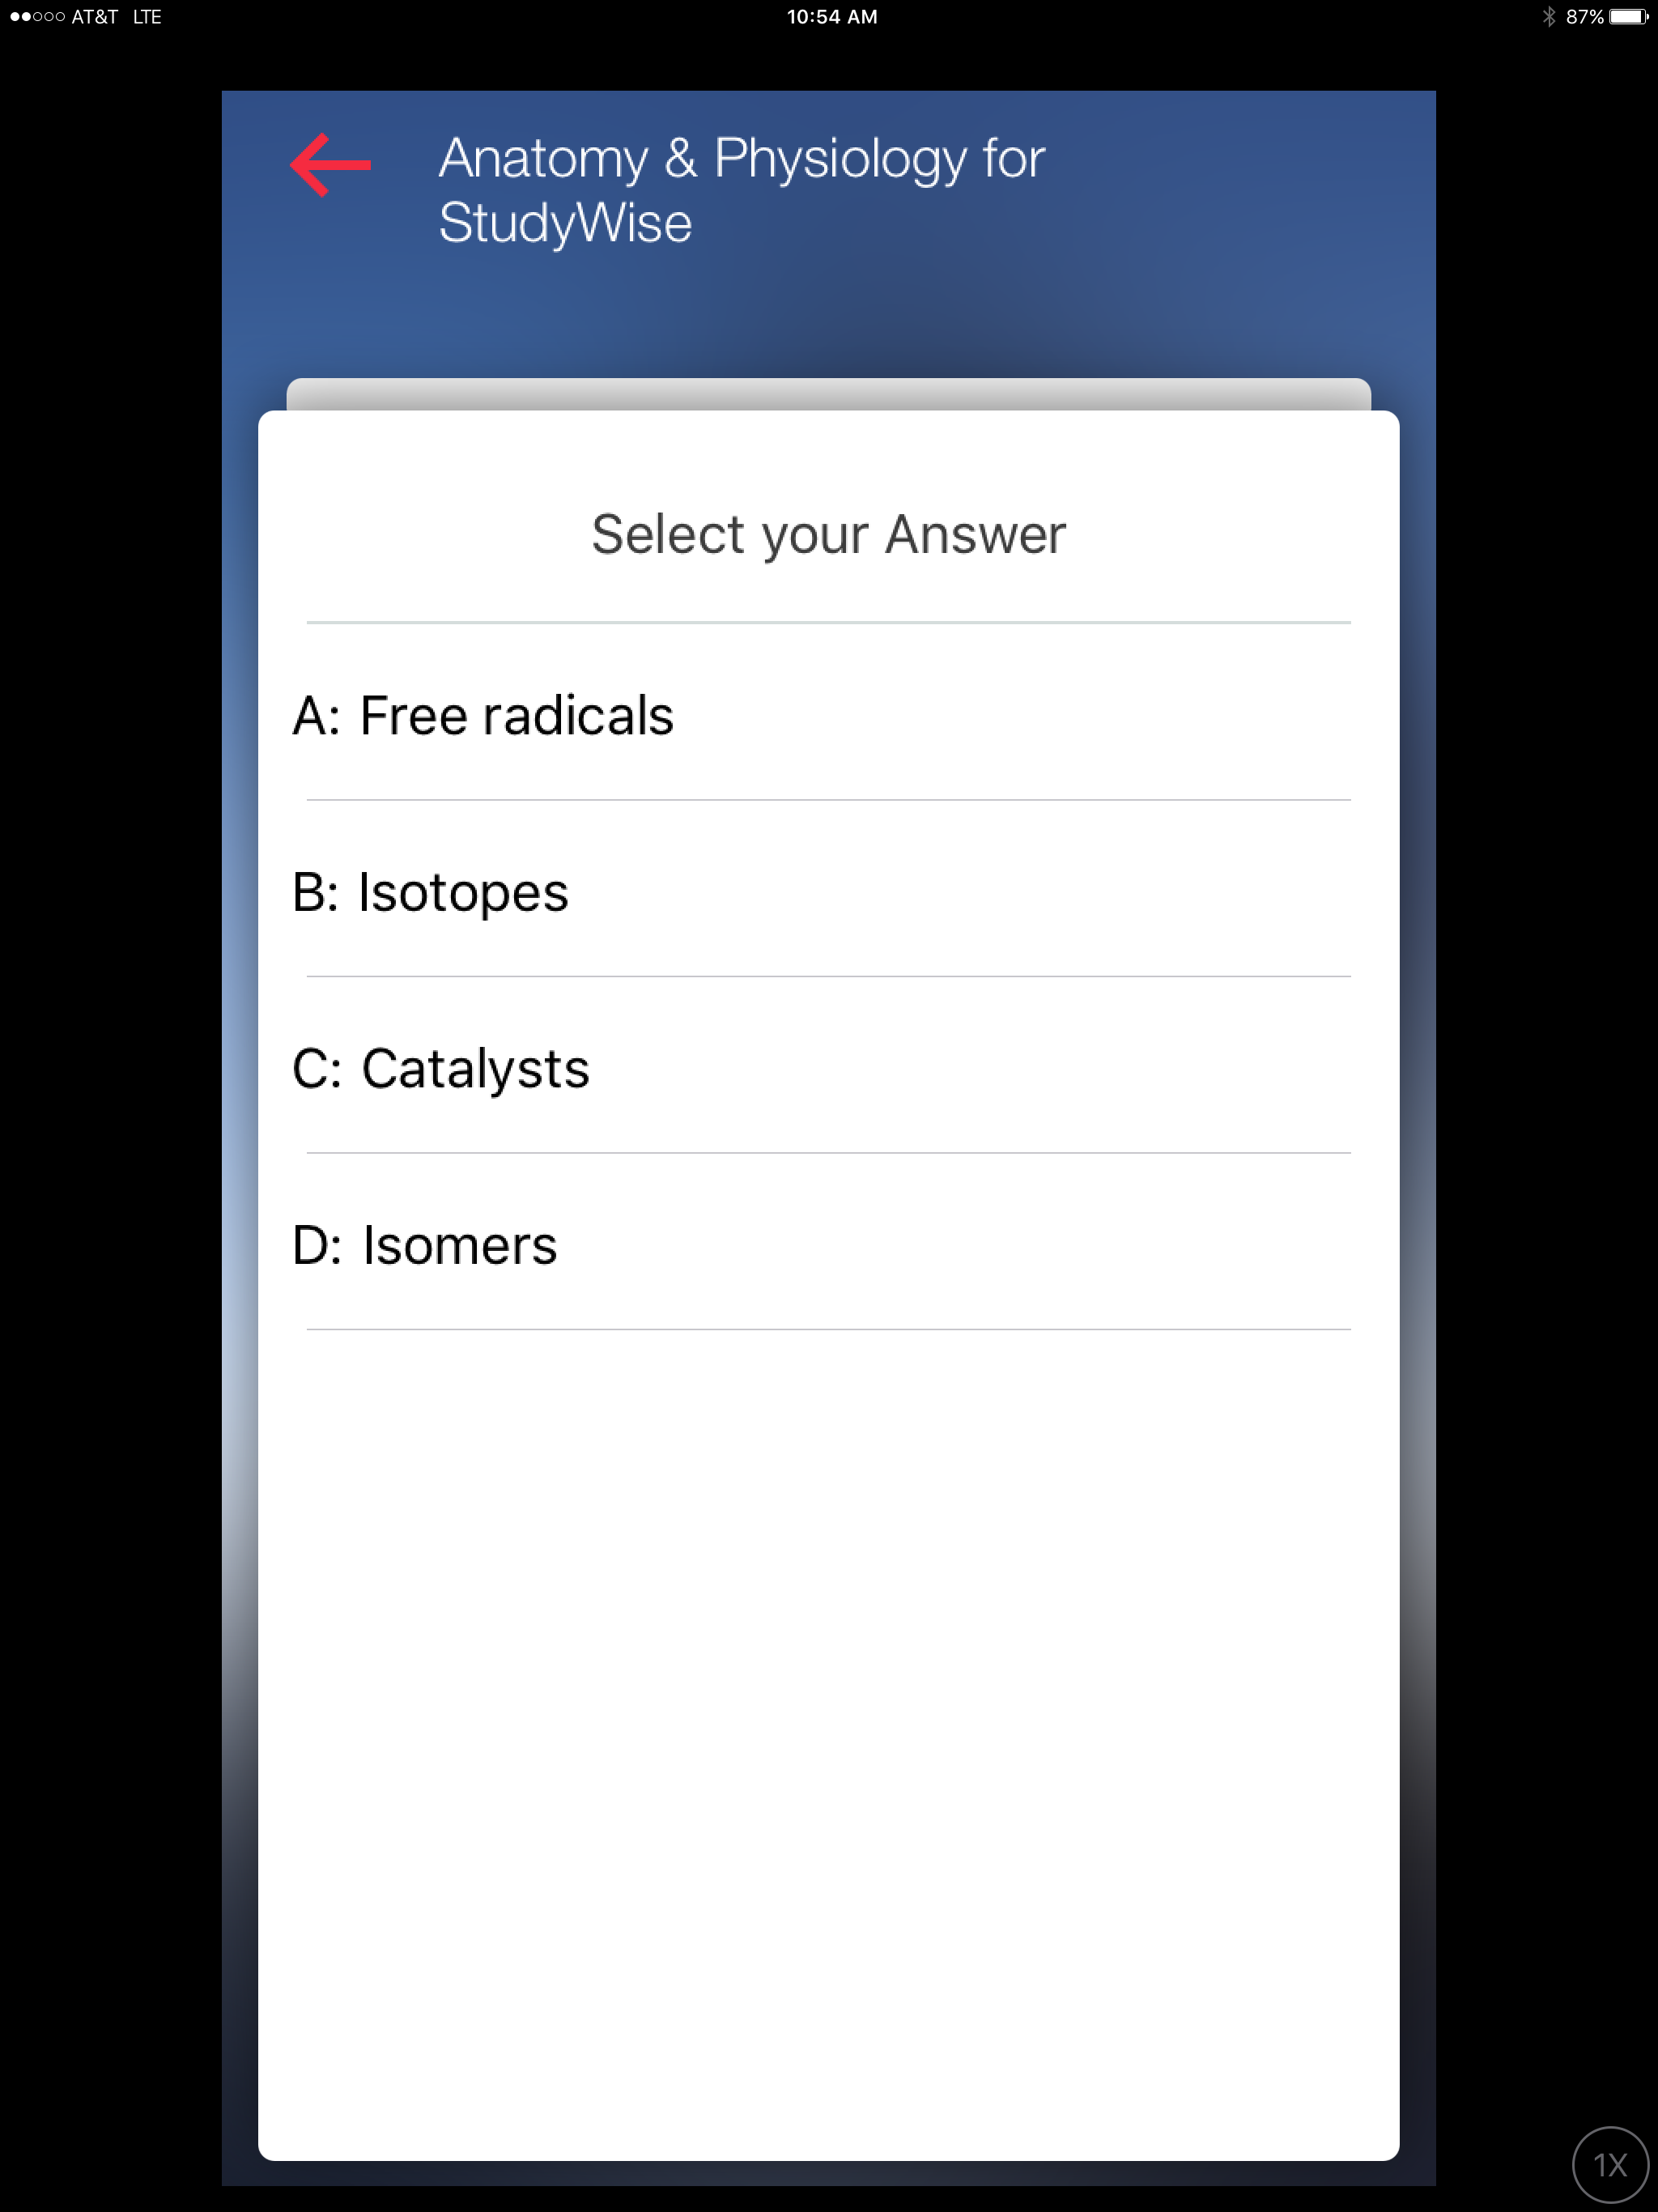 AT&T LTE 10:54 AM 87%
Anatomy & Physiology for
StudyWise
Select your Answer
A: Free radicals
B: Isotopes
C: Catalysts
D: Isomers
1X